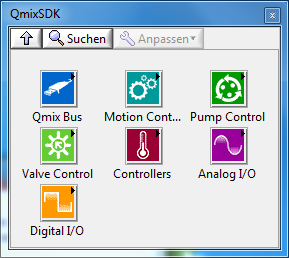 QmixSDK
Suchen Anpassen
Qmix Bus Motion Cont... Pump Control
Valve Control Controllers Analog I/O
Digital I/O